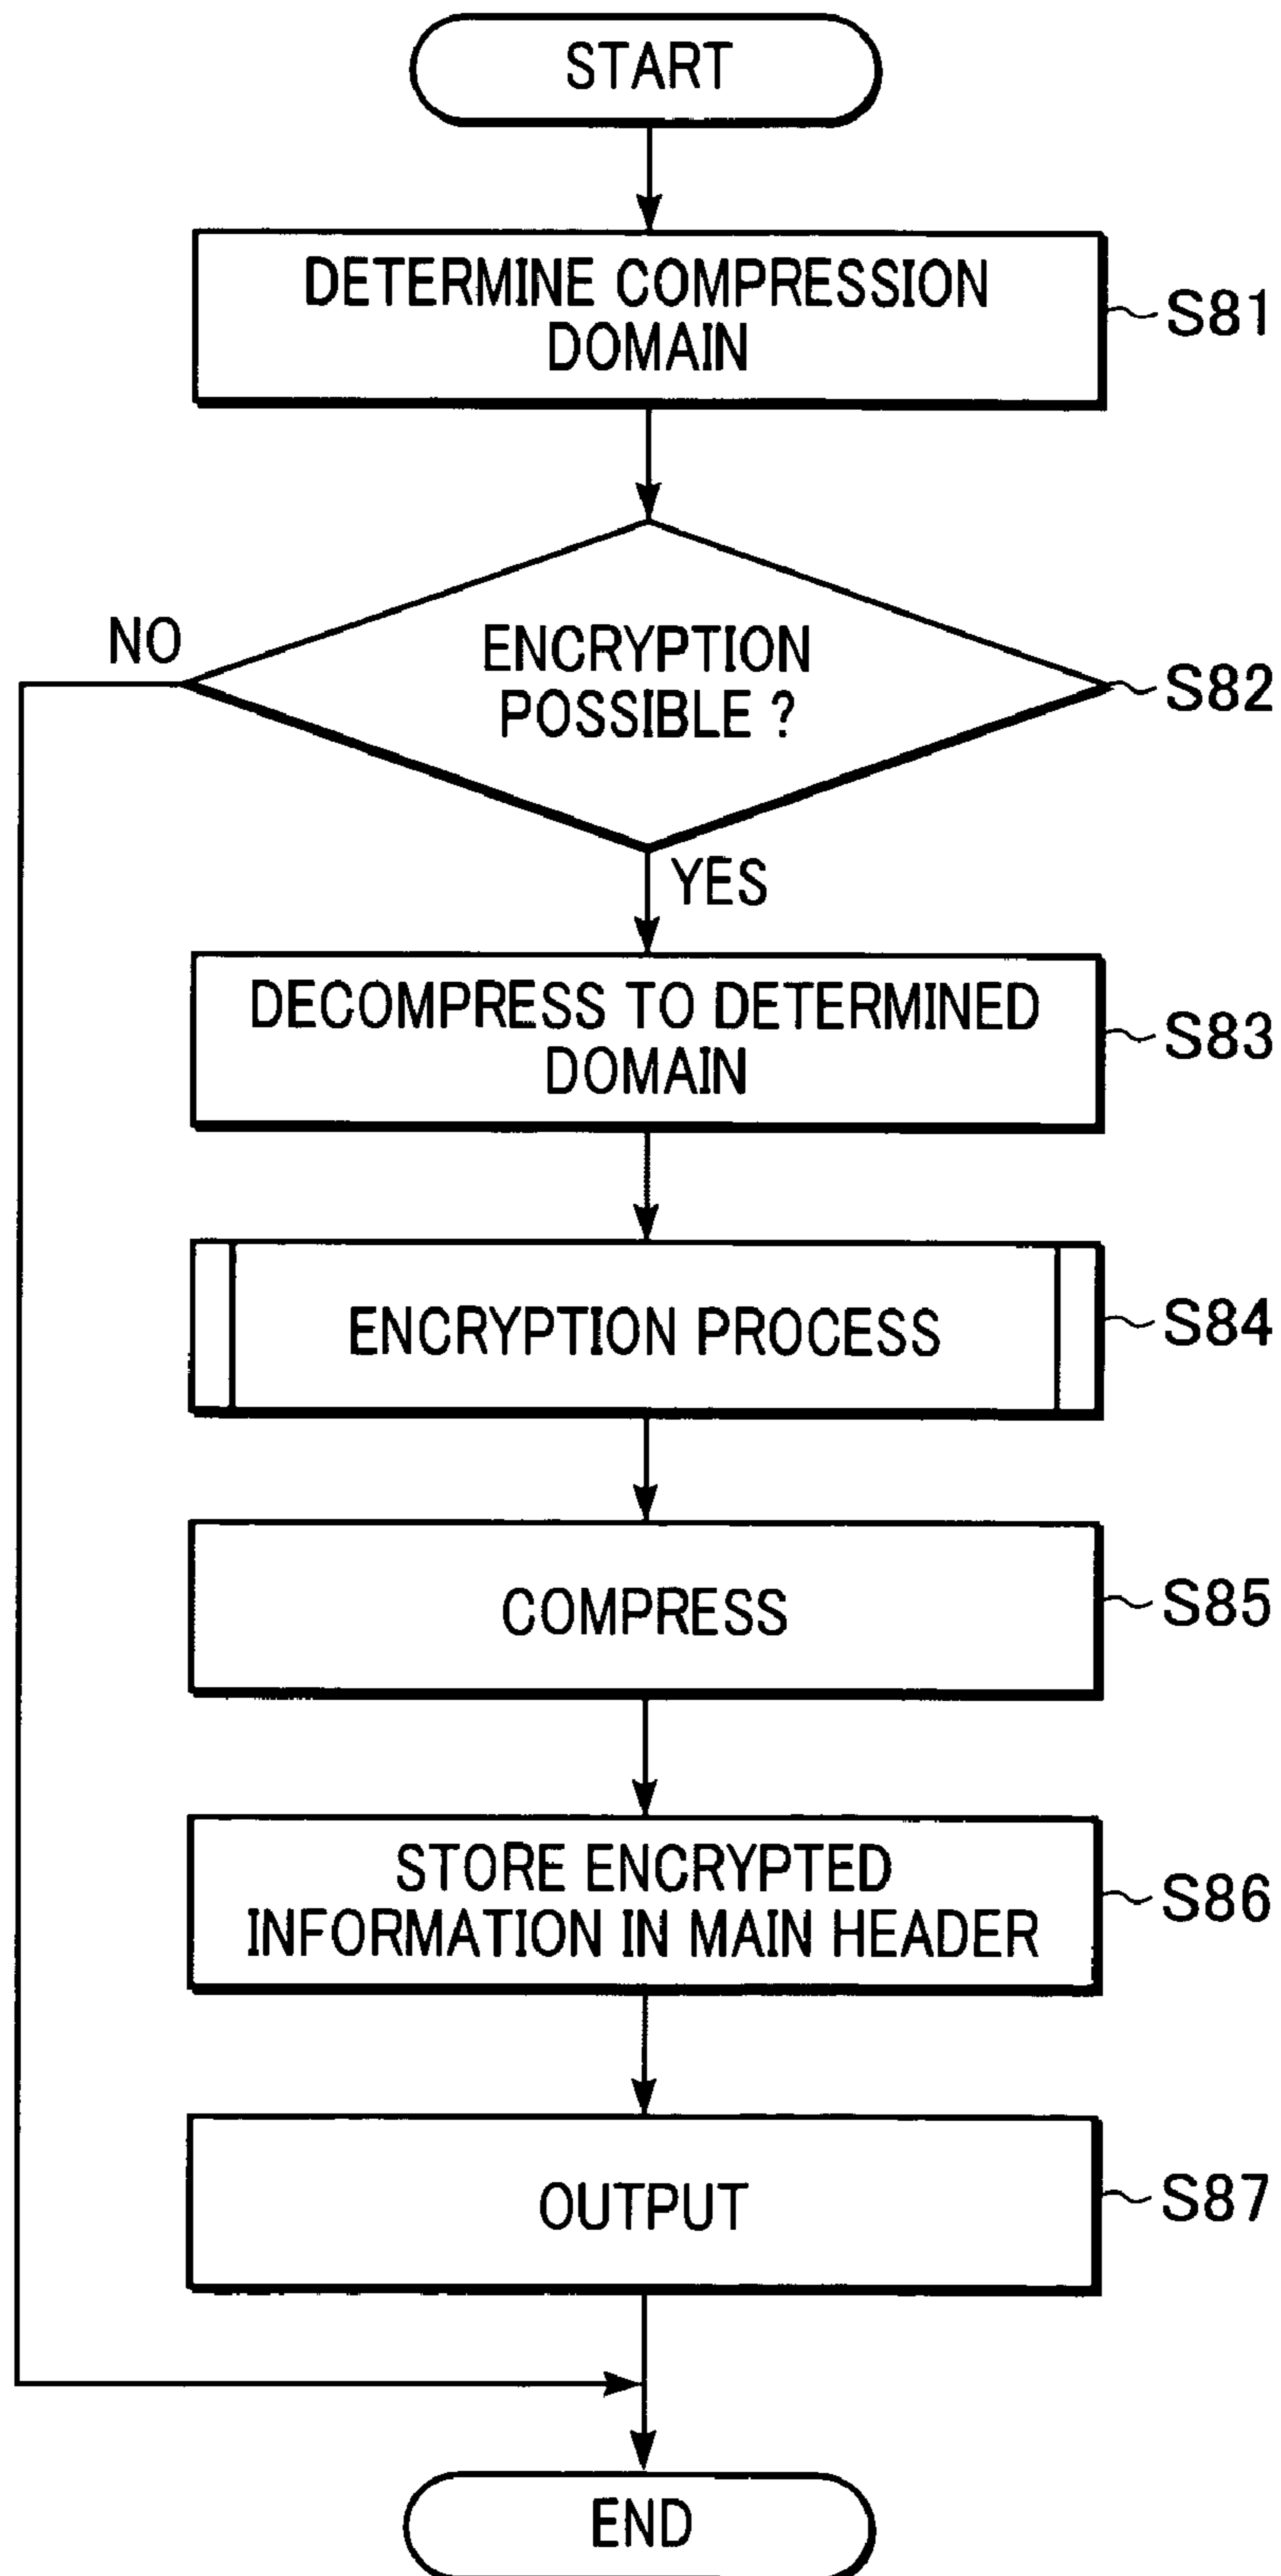 START
DETERMINE COMPRESSION
DOMAIN
S81
ENCRYPTION
POSSIBLE ?
S82
NO
YES
DECOMPRESS TO DETERMINED
DOMAIN
S83
ENCRYPTION PROCESS
S84
COMPRESS
S85
STORE ENCRYPTED
INFORMATION IN MAIN HEADER
S86
OUTPUT
S87
END